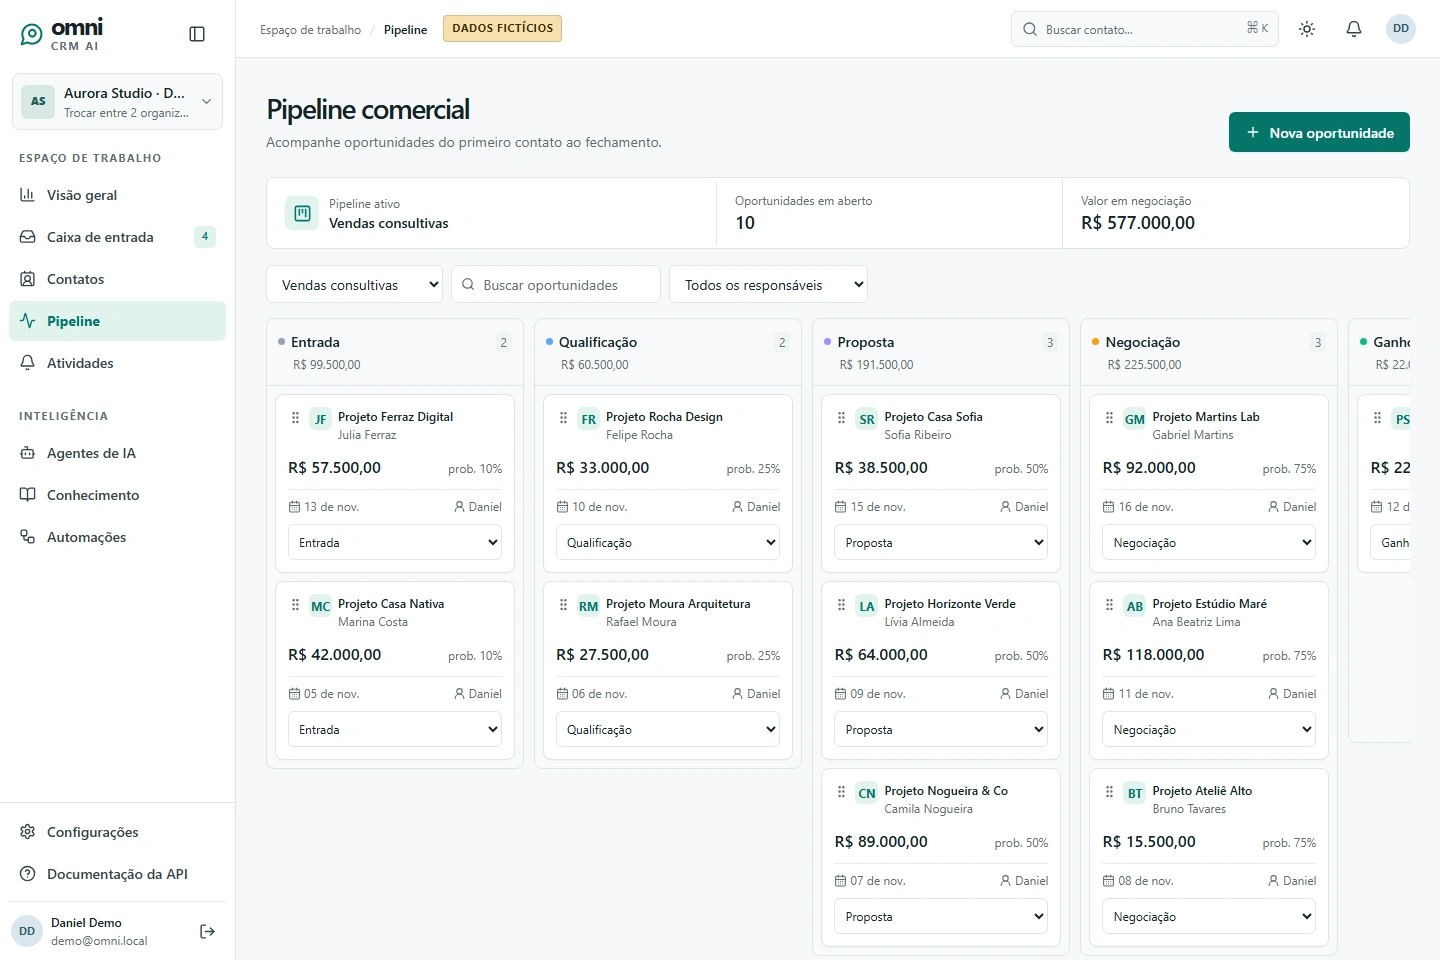 omni
CRM AI
AS
Aurora Studio · D...
Trocar entre 2 organiz...
ESPAÇO DE TRABALHO
Visão geral
Caixa de entrada
4
Contatos
Pipeline
Atividades
INTELIGÊNCIA
Agentes de IA
Conhecimento
Automações
Configurações
Documentação da API
DD
Daniel Demo
demo@omni.local
Espaço de trabalho / Pipeline
DADOS FICTÍCIOS
Buscar contato...
⌘ K
DD
Pipeline comercial
Acompanhe oportunidades do primeiro contato ao fechamento.
+ Nova oportunidade
Pipeline ativo
Vendas consultivas
Oportunidades em aberto
10
Valor em negociação
R$ 577.000,00
Vendas consultivas
Buscar oportunidades
Todos os responsáveis
Entrada
2
R$ 99.500,00
JF
Projeto Ferraz Digital
Julia Ferraz
R$ 57.500,00
prob. 10%
13 de nov.
Daniel
Entrada
MC
Projeto Casa Nativa
Marina Costa
R$ 42.000,00
prob. 10%
05 de nov.
Daniel
Entrada
Qualificação
2
R$ 60.500,00
FR
Projeto Rocha Design
Felipe Rocha
R$ 33.000,00
prob. 25%
10 de nov.
Daniel
Qualificação
RM
Projeto Moura Arquitetura
Rafael Moura
R$ 27.500,00
prob. 25%
06 de nov.
Daniel
Qualificação
Proposta
3
R$ 191.500,00
SR
Projeto Casa Sofia
Sofia Ribeiro
R$ 38.500,00
prob. 50%
15 de nov.
Daniel
Proposta
LA
Projeto Horizonte Verde
Lívia Almeida
R$ 64.000,00
prob. 50%
09 de nov.
Daniel
Proposta
CN
Projeto Nogueira & Co
Camila Nogueira
R$ 89.000,00
prob. 50%
07 de nov.
Daniel
Proposta
Negociação
3
R$ 225.500,00
GM
Projeto Martins Lab
Gabriel Martins
R$ 92.000,00
prob. 75%
16 de nov.
Daniel
Negociação
AB
Projeto Estúdio Maré
Ana Beatriz Lima
R$ 118.000,00
prob. 75%
11 de nov.
Daniel
Negociação
BT
Projeto Ateliê Alto
Bruno Tavares
R$ 15.500,00
prob. 75%
08 de nov.
Daniel
Negociação
Ganho
R$ 22.0
PS
R$ 22
12 d
Ganh